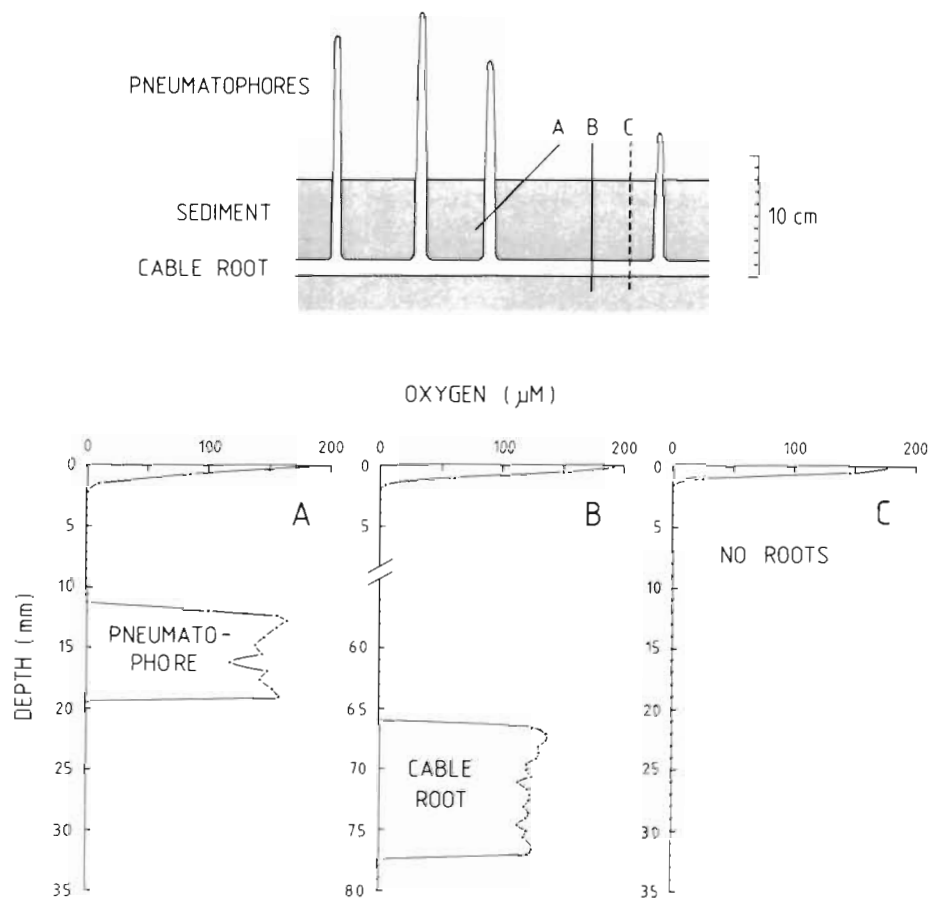 PNEUMATOPHORES
A B C
SEDIMENT
10 cm
CABLE ROOT
OXYGEN (µM)
0 100 200
0 100 200
0 100 200
DEPTH (mm)
0
5
10
15
20
25
30
35
A
PNEUMATO-
PHORE
0
5
60
65
70
75
80
B
CABLE
ROOT
0
5
10
15
20
25
30
35
C
NO ROOTS